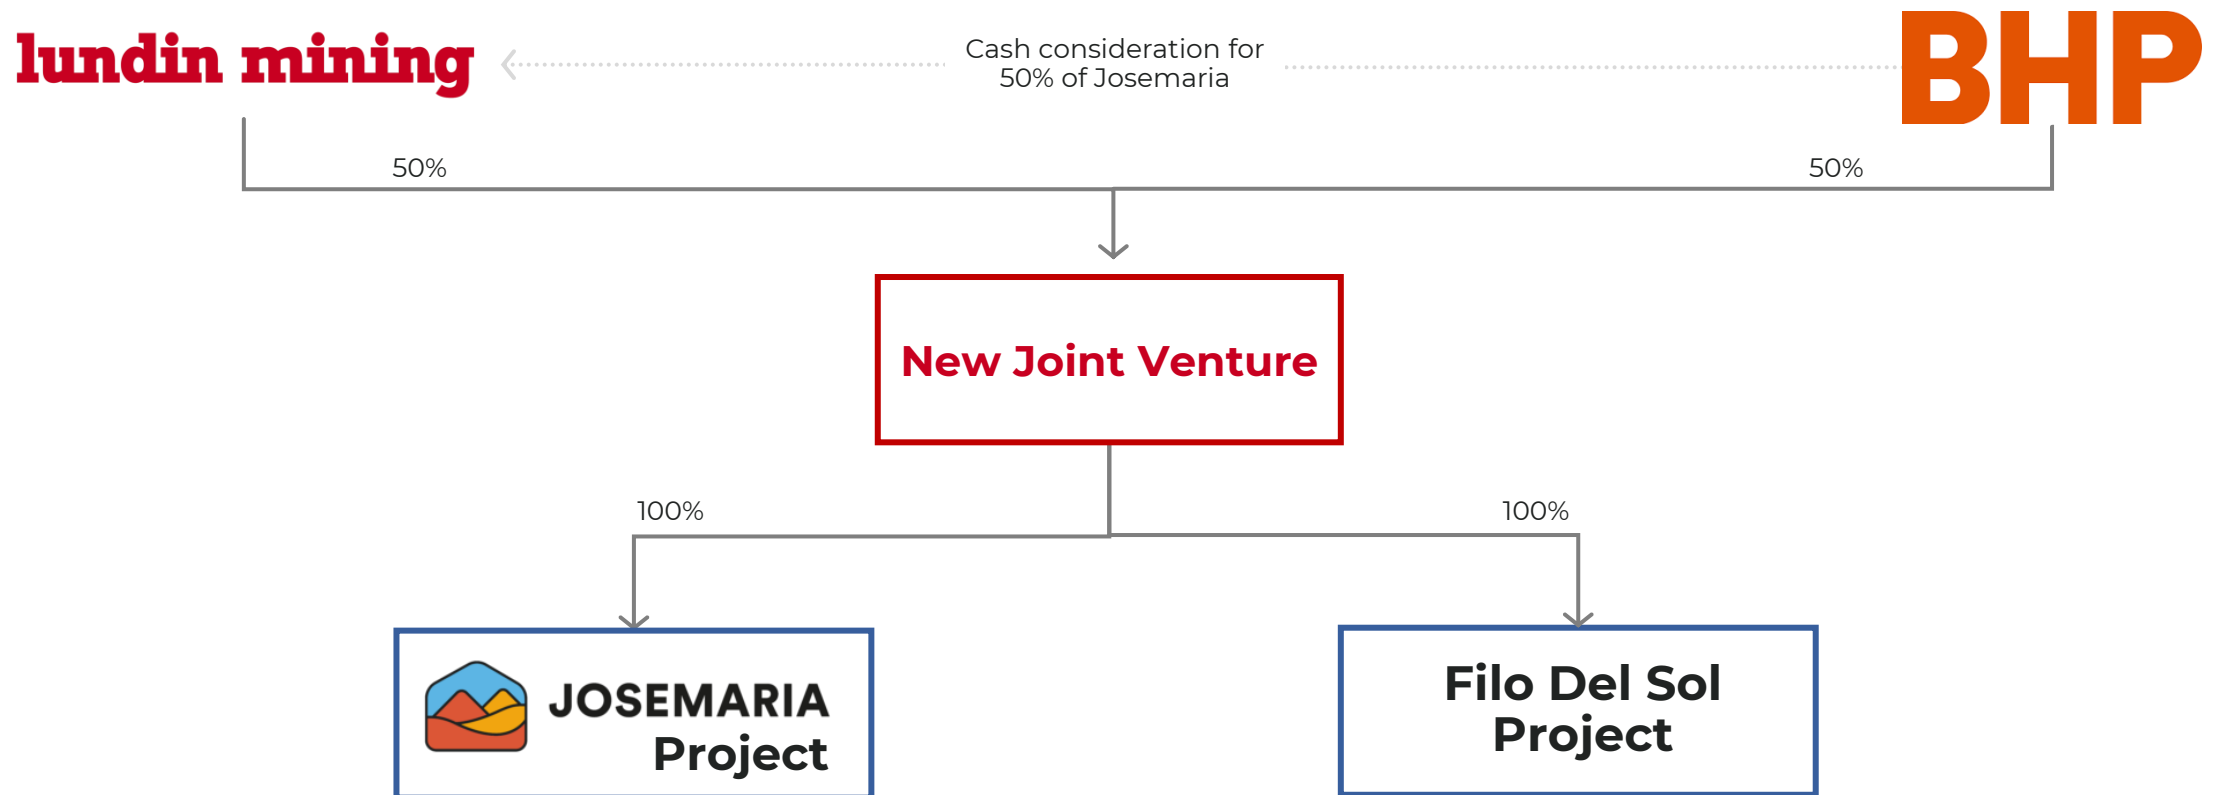 lundin mining
Cash consideration for
50% of Josemaria
BHP
50%
50%
New Joint Venture
100%
100%
JOSEMARIA
Project
Filo Del Sol
Project